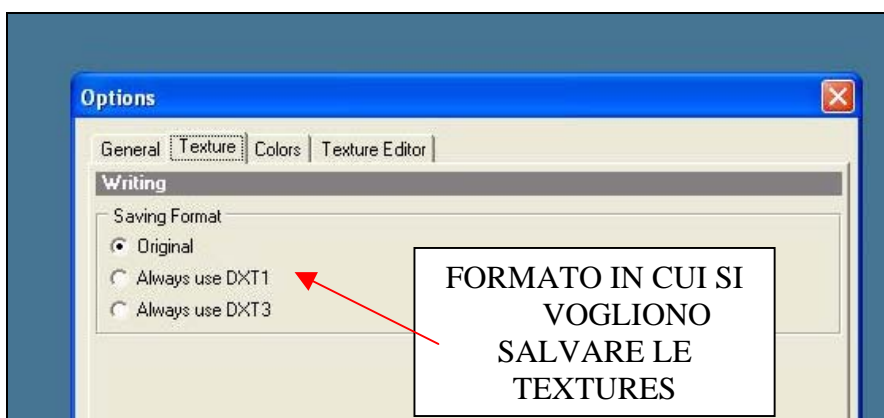 Options
General Texture Colors Texture Editor
Writing
Saving Format
Original
Always use DXT1
Always use DXT3
FORMATO IN CUI SI
VOGLIONO
SALVARE LE
TEXTURES